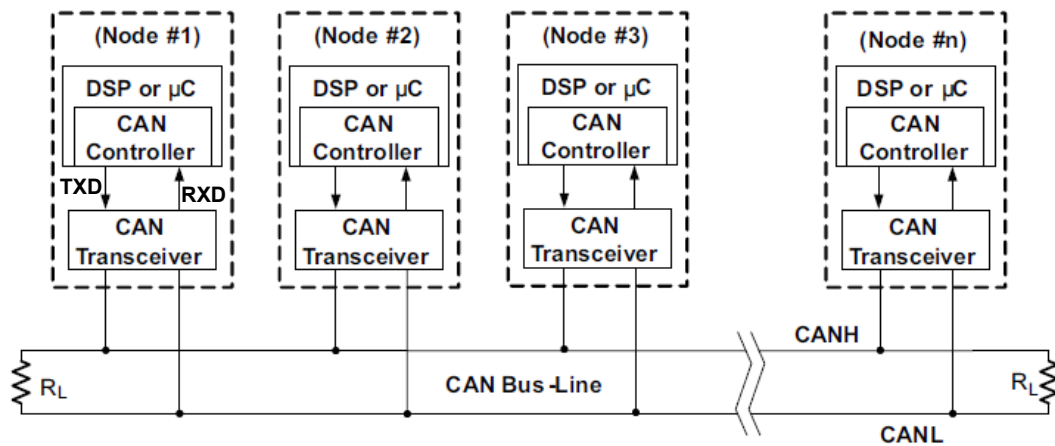 (Node #1)
(Node #2)
(Node #3)
(Node #n)
DSP or µC
DSP or µC
DSP or µC
DSP or µC
CAN
Controller
CAN
Controller
CAN
Controller
CAN
Controller
TXD
RXD
CAN
Transceiver
CAN
Transceiver
CAN
Transceiver
CAN
Transceiver
CANH
RL
CAN Bus-Line
RL
CANL